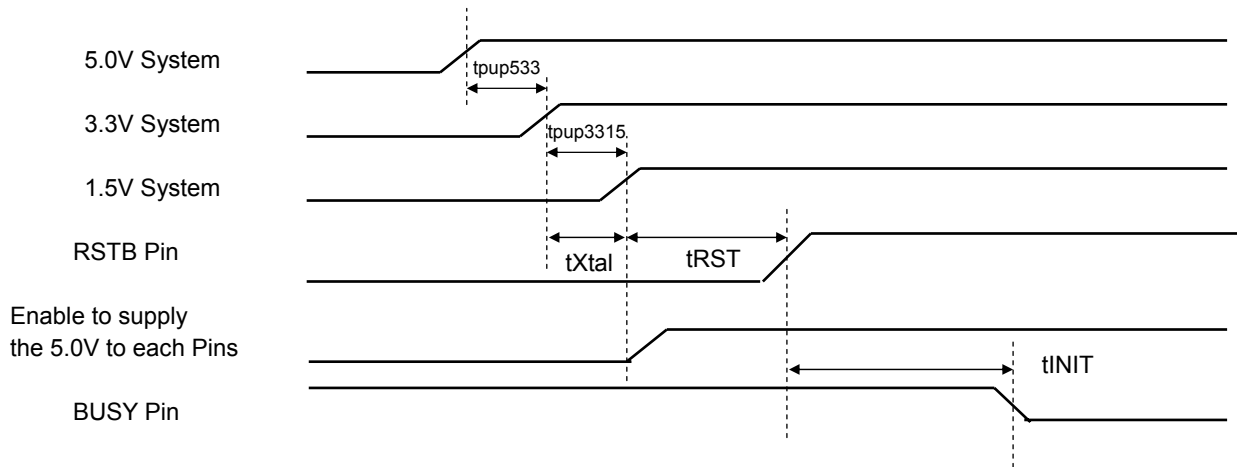 5.0V System
tpup533
3.3V System
tpup3315
1.5V System
RSTB Pin
tXtal
tRST
Enable to supply
the 5.0V to each Pins
tINIT
BUSY Pin